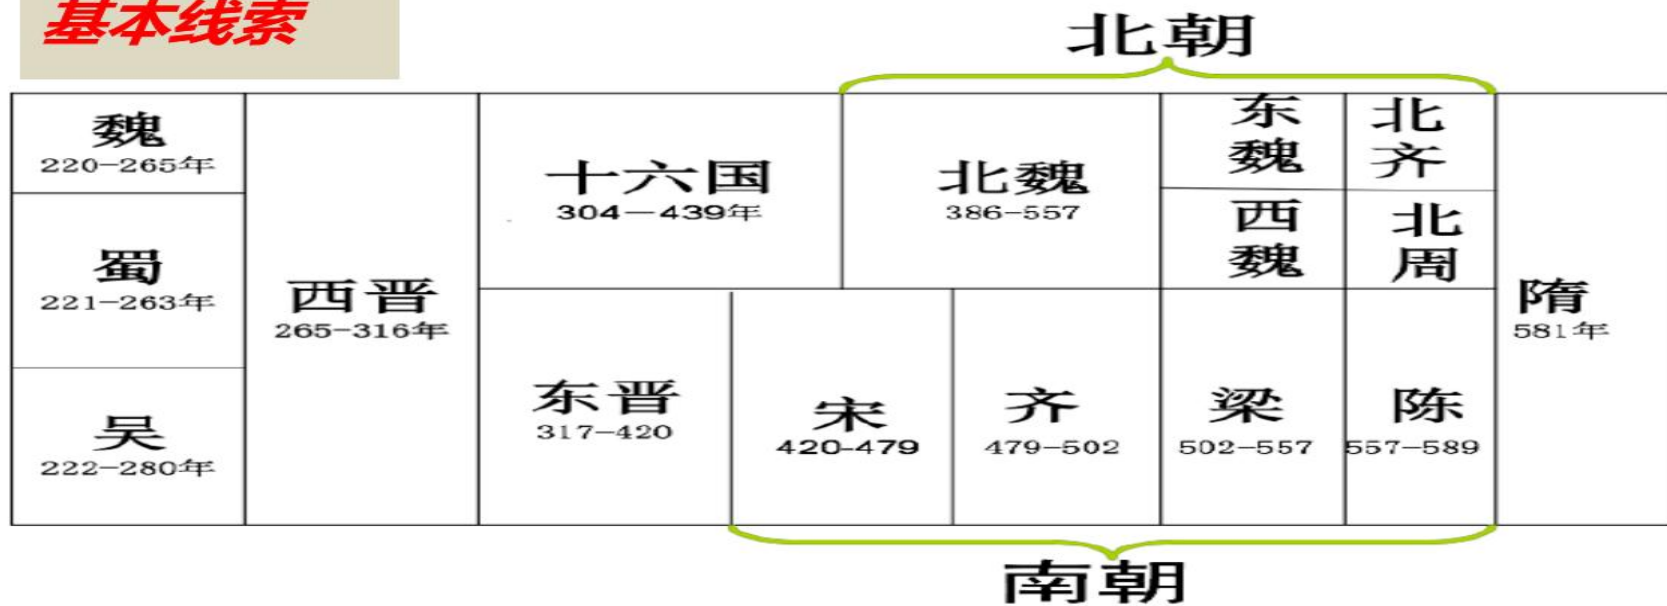 基本线索
北朝
魏
220-265年
蜀
221-263年
吴
222-280年
西晋
265-316年
十六国
304-439年
东晋
317-420
北魏
386-557
东魏
西魏
北齐
北周
宋
420-479
齐
479-502
梁
502-557
陈
557-589
隋
581年
南朝